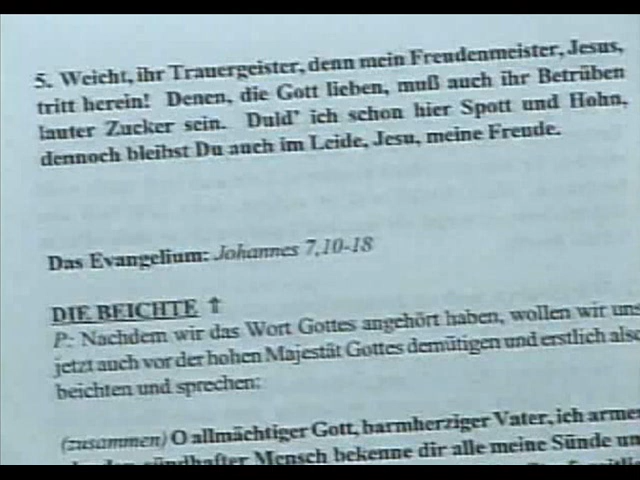 5. Weicht, ihr Trauergeister, denn mein Freudenmeister, Jesus,
tritt herein! Denen, die Gott lieben, muß auch ihr Betrüben
lauter Zucker sein. Duld' ich schon hier Spott und Hohn,
dennoch bleibst Du auch im Leide, Jesu, meine Freude.
Das Evangelium: Johannes 7,10-18
DIE BEICHTE ⇑
P: Nachdem wir das Wort Gottes angehört haben, wollen wir uns
jetzt auch vor der hohen Majestät Gottes demütigen und erstlich also
beichten und sprechen:
(zusammen) O allmächtiger Gott, barmherziger Vater, ich armer
sündhafter Mensch bekenne dir alle meine Sünde un